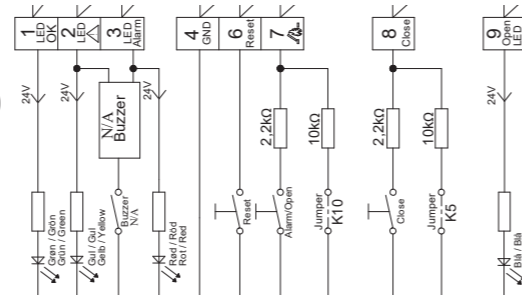 1
LED
OK
2
LED
3
LED
Alarm
4
GND
6
Reset
7
8
Close
9
Open
LED
24V
24V
24V
24V
N/A
Buzzer
2,2kΩ
10kΩ
2,2kΩ
10kΩ
Grøn / Grön
Grün / Green
Gul / Gul
Gelb / Yellow
Buzzer
N/A
Rød / Röd
Rot / Red
Reset
Alarm/Open
Jumper
K10
Close
Jumper
K5
Blå / Blå